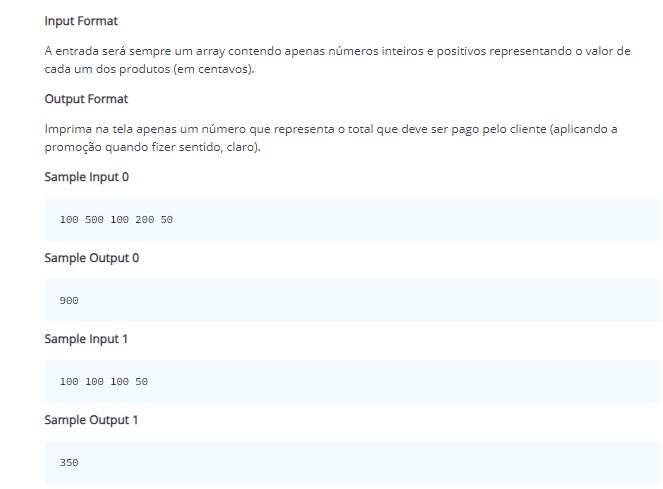 Input Format
A entrada será sempre um array contendo apenas números inteiros e positivos representando o valor de
cada um dos produtos (em centavos).
Output Format
Imprima na tela apenas um número que representa o total que deve ser pago pelo cliente (aplicando a
promoção quando fizer sentido, claro).
Sample Input 0
100 500 100 200 50
Sample Output 0
900
Sample Input 1
100 100 100 50
Sample Output 1
350